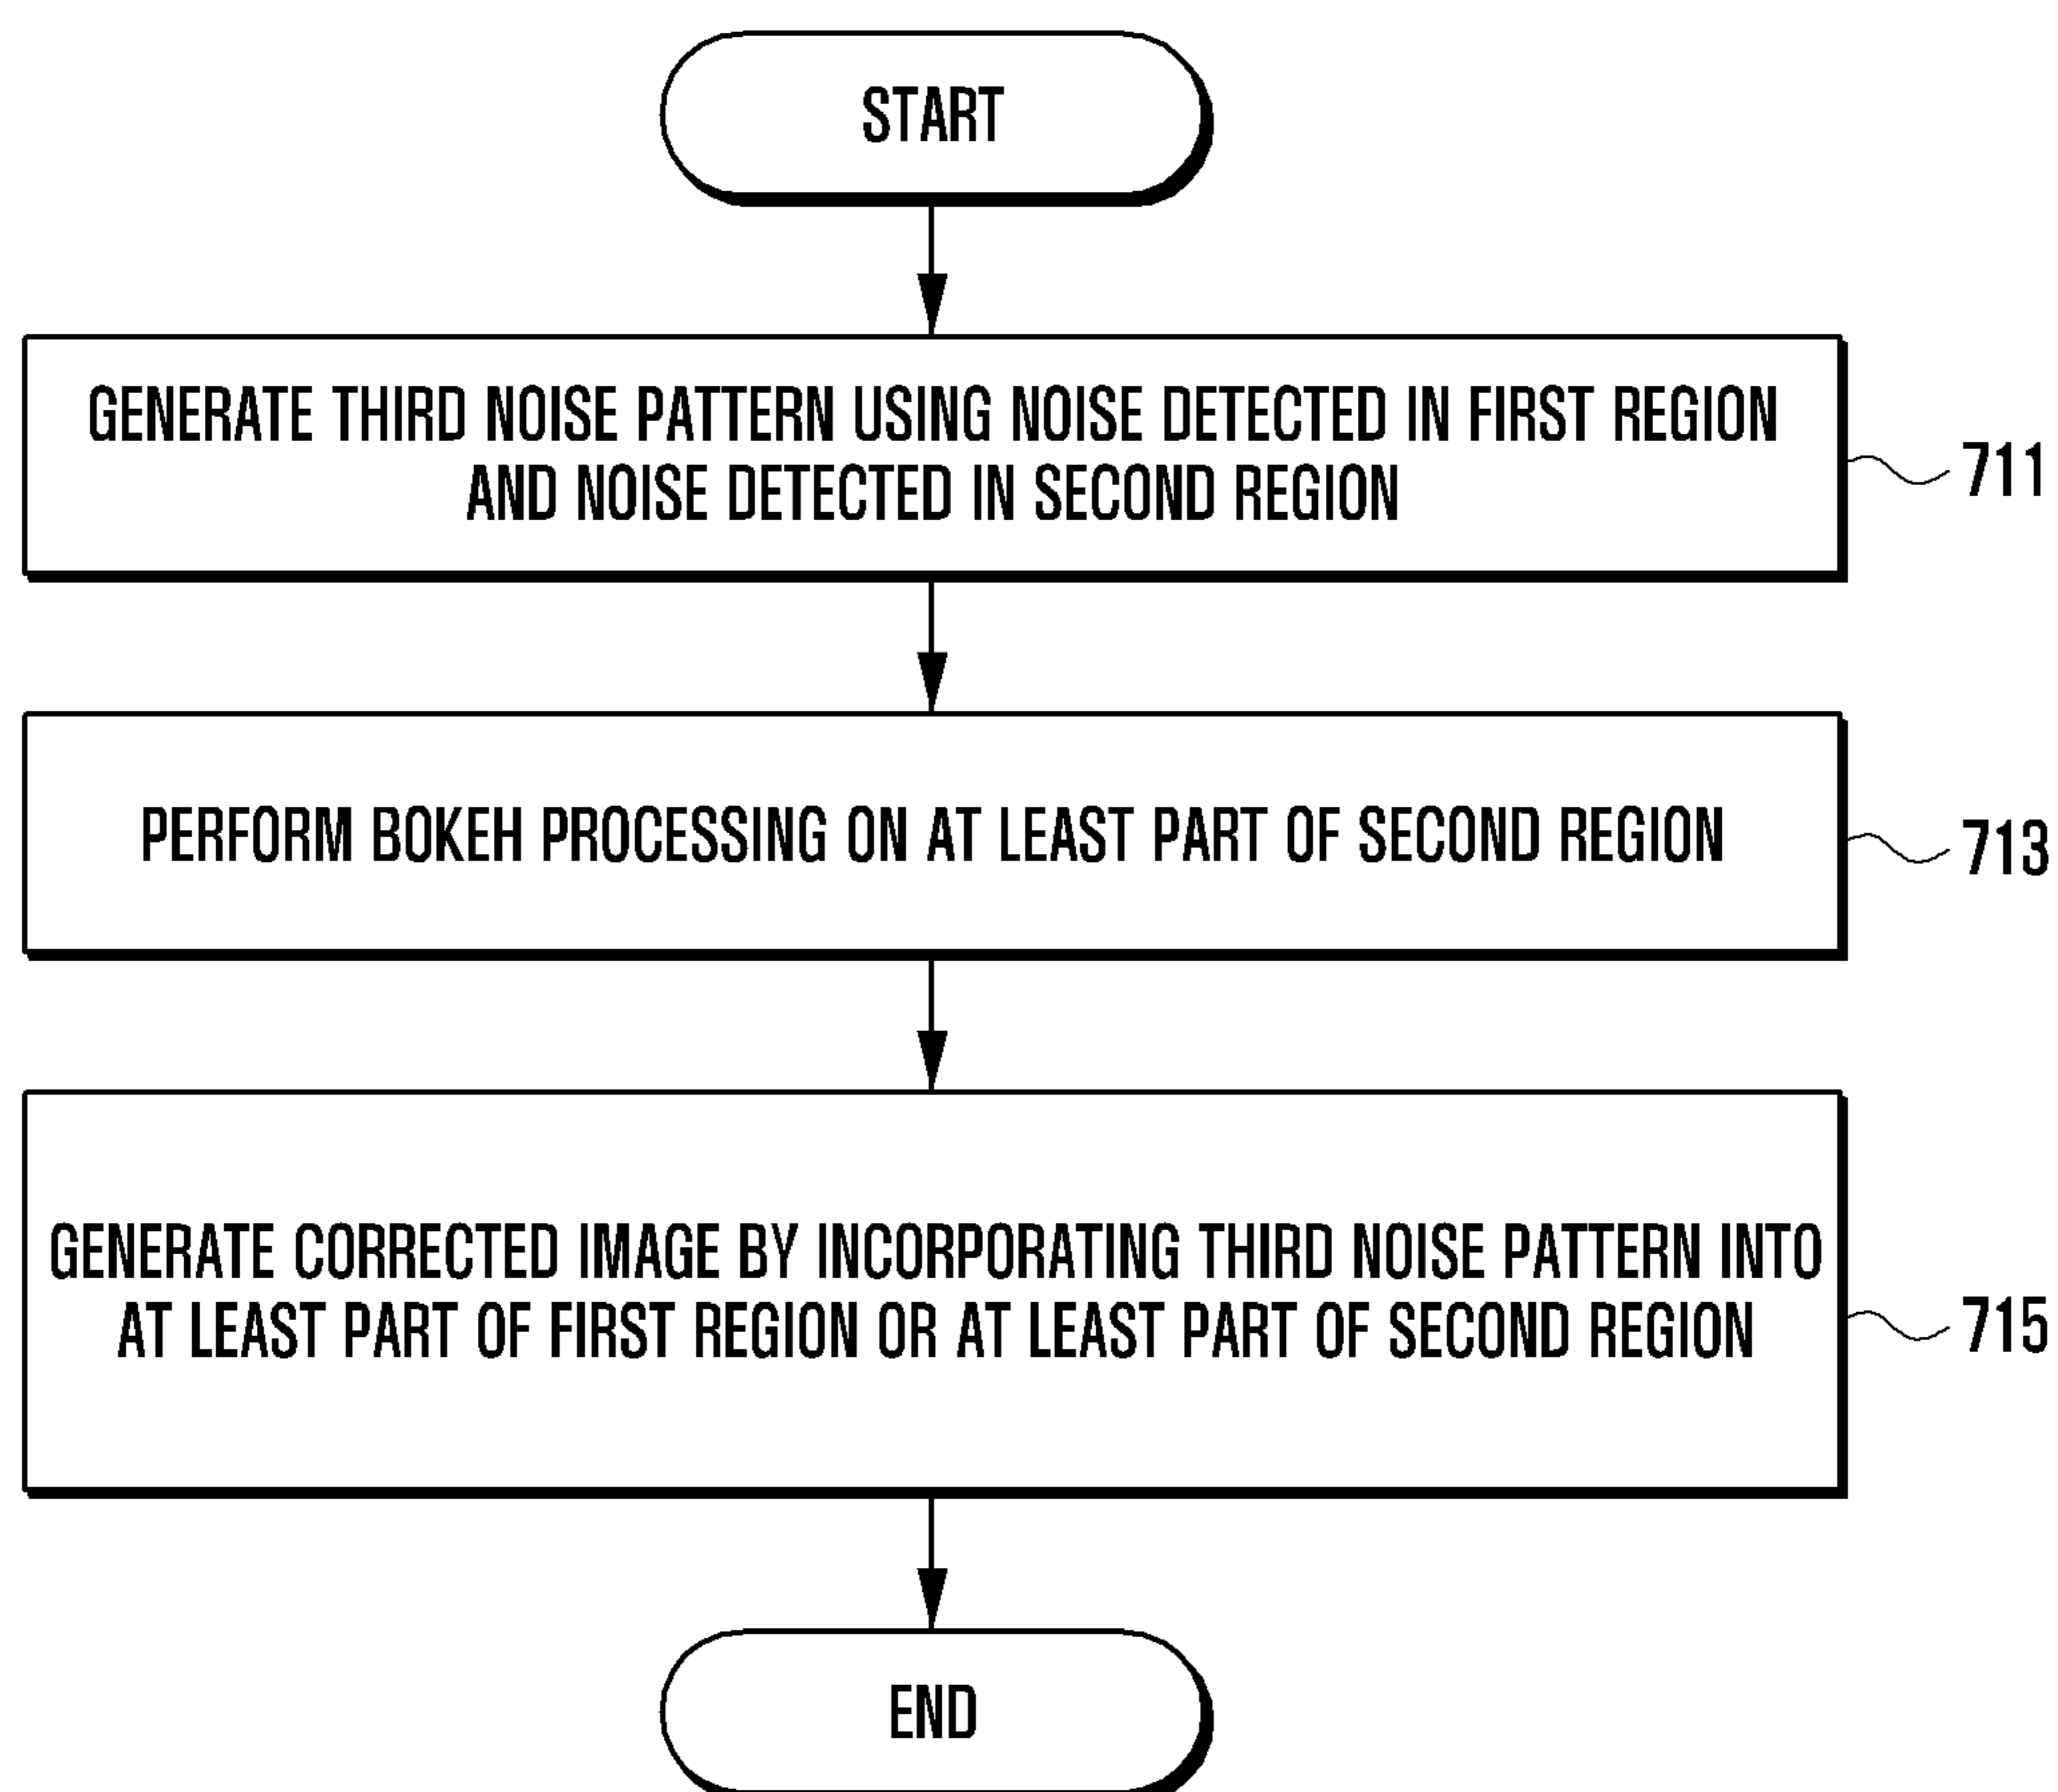 START
GENERATE THIRD NOISE PATTERN USING NOISE DETECTED IN FIRST REGION
AND NOISE DETECTED IN SECOND REGION
711
PERFORM BOKEH PROCESSING ON AT LEAST PART OF SECOND REGION
713
GENERATE CORRECTED IMAGE BY INCORPORATING THIRD NOISE PATTERN INTO
AT LEAST PART OF FIRST REGION OR AT LEAST PART OF SECOND REGION
715
END